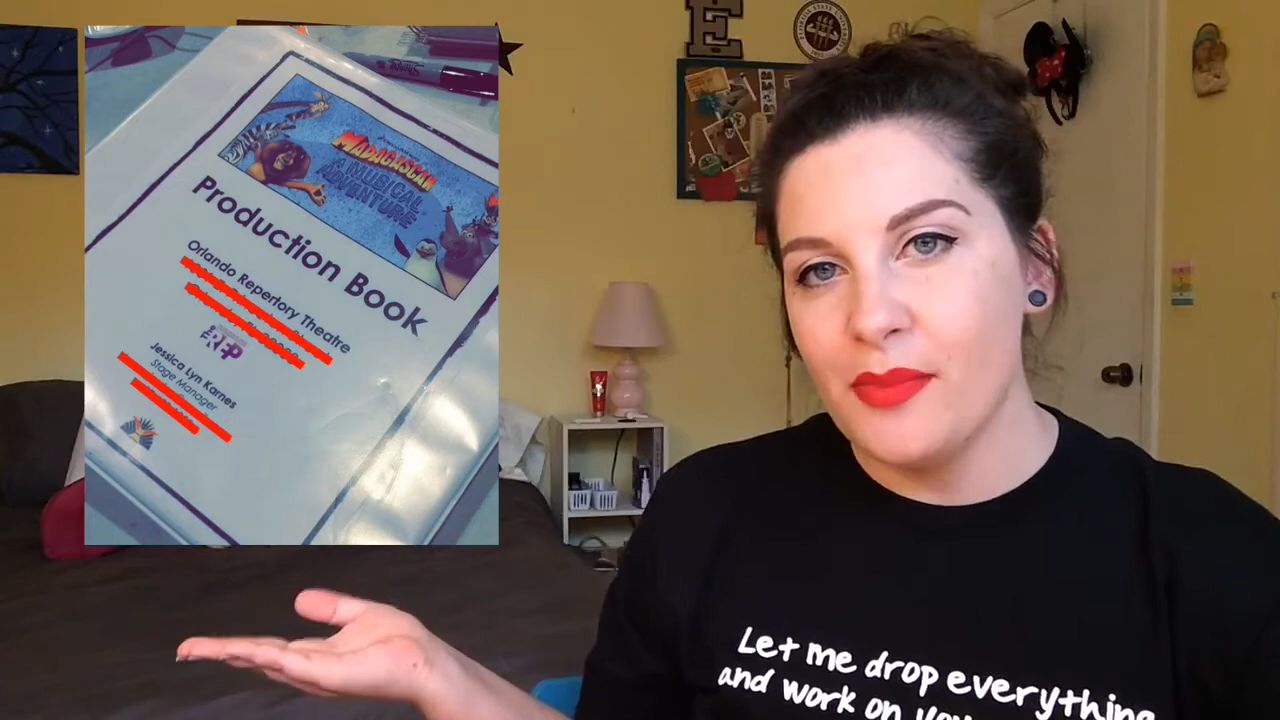 Sharpie
MADAGASCAR
A MUSICAL
ADVENTURE
Production Book
Orlando Repertory Theatre
REP
Jessica Lyn Karnes
Stage Manager
E
Let me drop everything
and work on